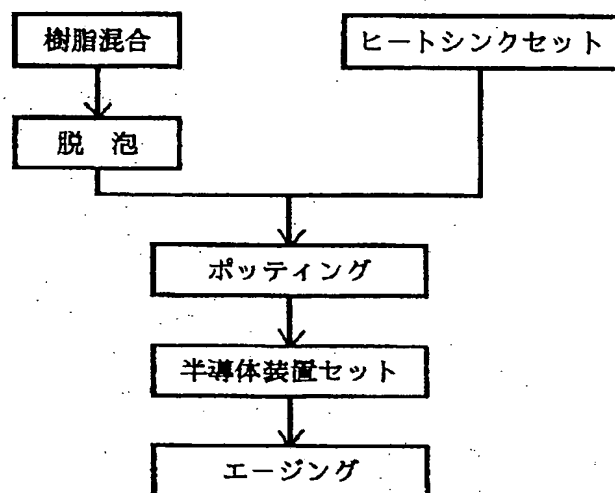 樹脂混合
ヒートシンクセット
脱 泡
ポッティング
半導体装置セット
エージング